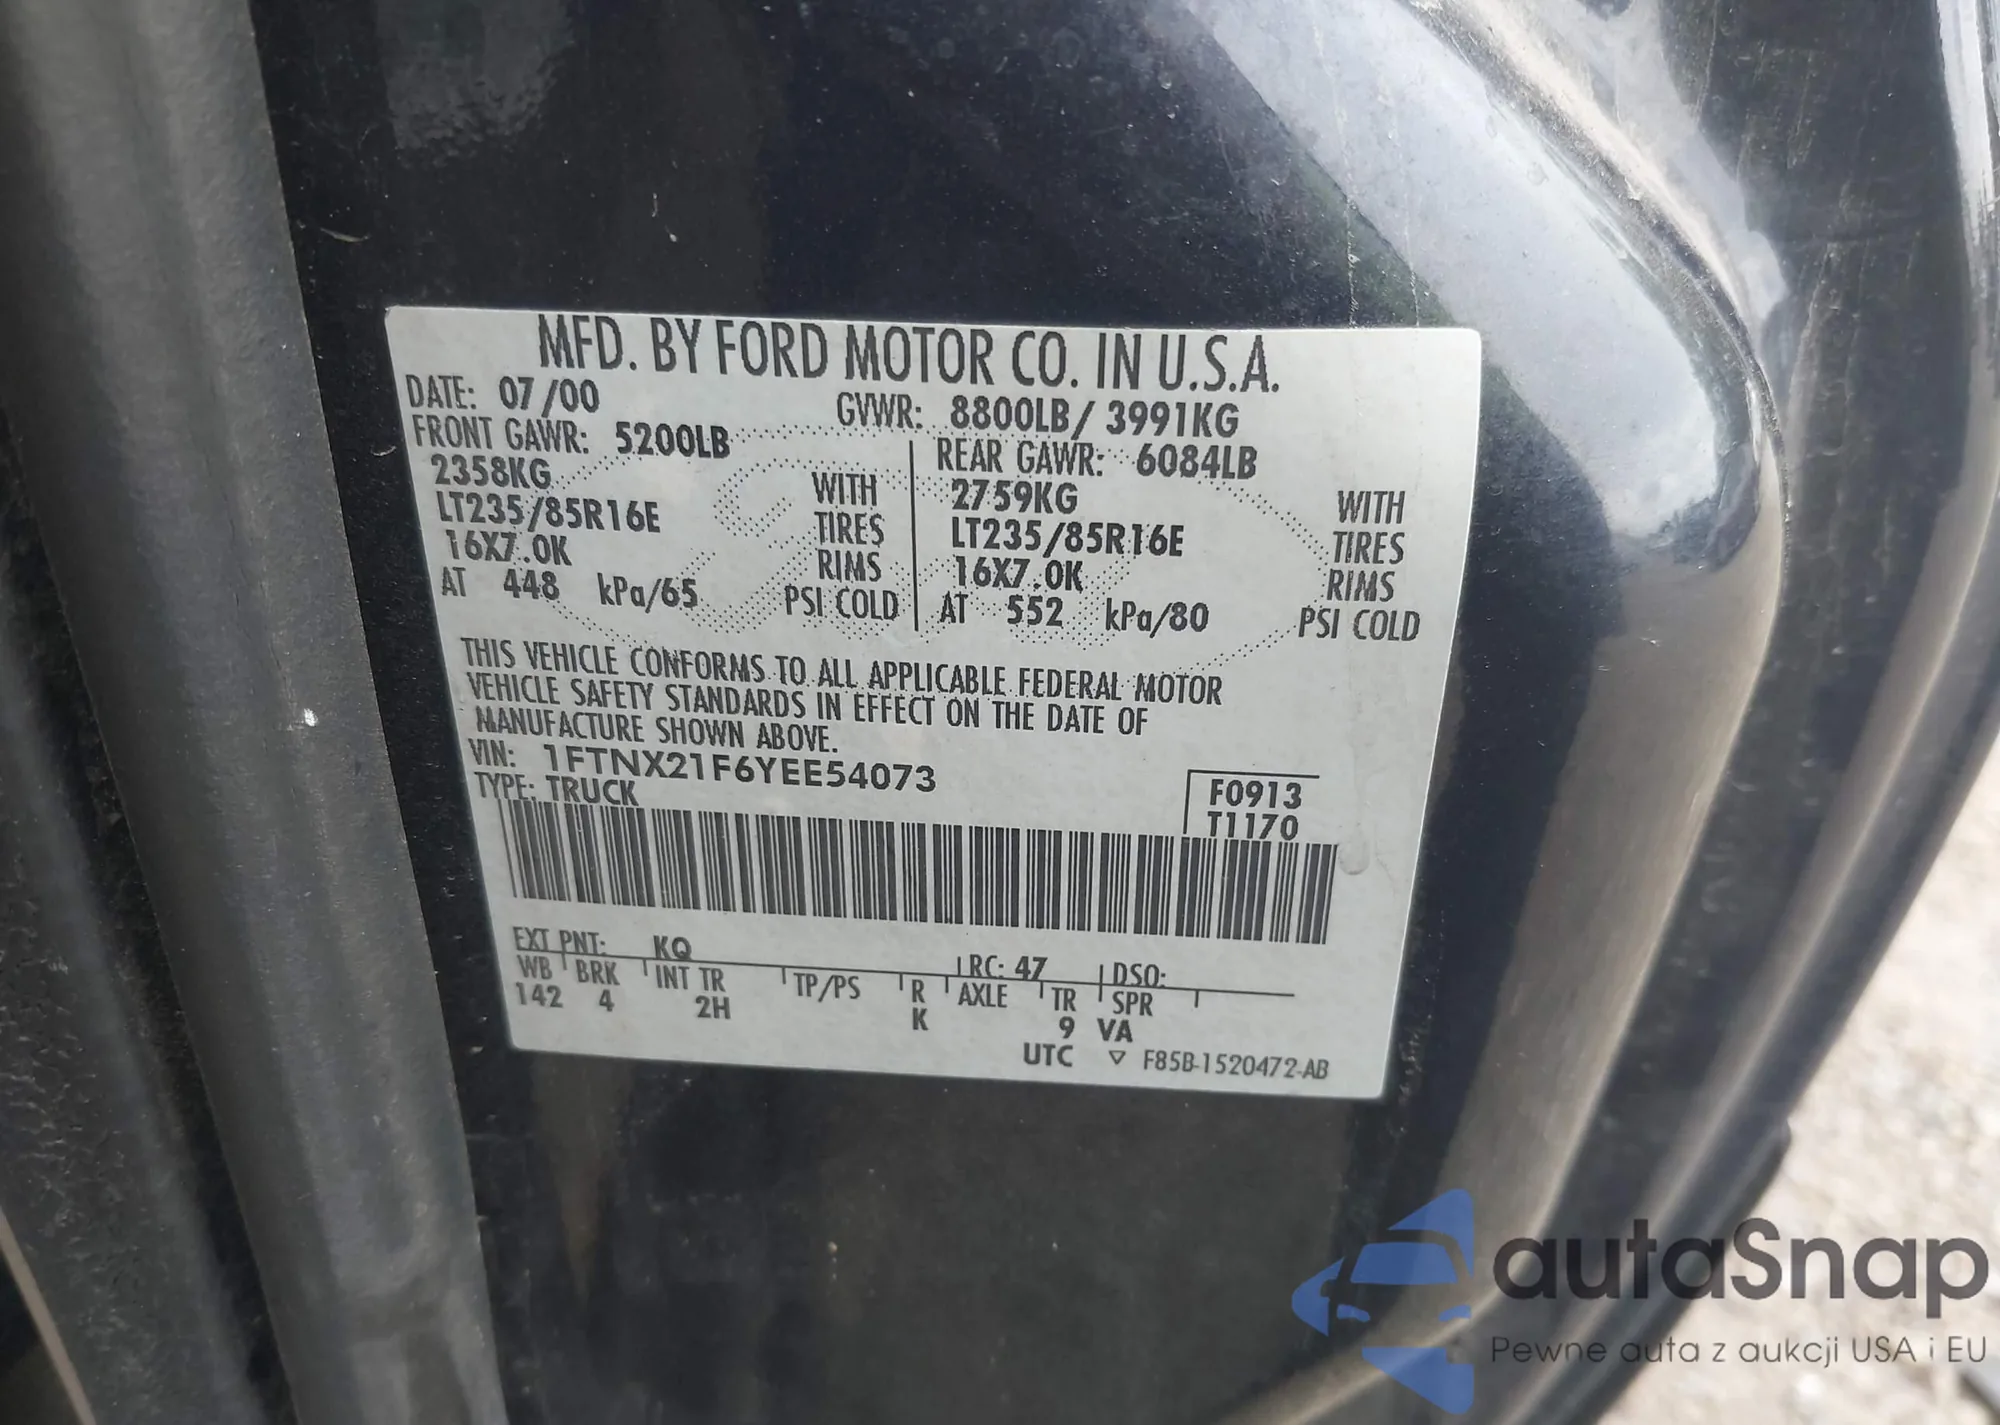 MFD. BY FORD MOTOR CO. IN U.S.A.
DATE: 07/00 GVWR: 8800LB/ 3991KG
FRONT GAWR: 5200LB REAR GAWR: 6084LB
2358KG WITH 2759KG WITH
LT235/85R16E TIRES LT235/85R16E TIRES
16X7.0K RIMS 16X7.0K RIMS
AT 448 kPa/65 PSI COLD AT 552 kPa/80 PSI COLD
THIS VEHICLE CONFORMS TO ALL APPLICABLE FEDERAL MOTOR
VEHICLE SAFETY STANDARDS IN EFFECT ON THE DATE OF
MANUFACTURE SHOWN ABOVE.
VIN: 1FTNX21F6YEE54073
TYPE: TRUCK
F0913
T1170
EXT PNT: KQ RC: 47 DSO:
WB BRK INT TR TP/PS R AXLE TR SPR
142 4 2H K 9 VA
UTC ▽ F85B-1520472-AB
autaSnap
Pewne auta z aukcji USA i EU